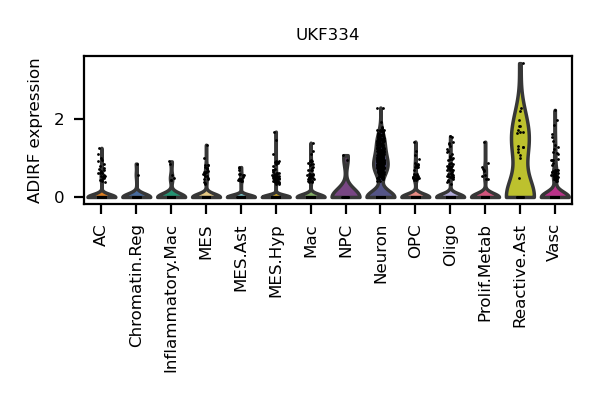 UKF334
ADIRF expression
2
0
AC
Chromatin.Reg
Inflammatory.Mac
MES
MES.Ast
MES.Hyp
Mac
NPC
Neuron
OPC
Oligo
Prolif.Metab
Reactive.Ast
Vasc